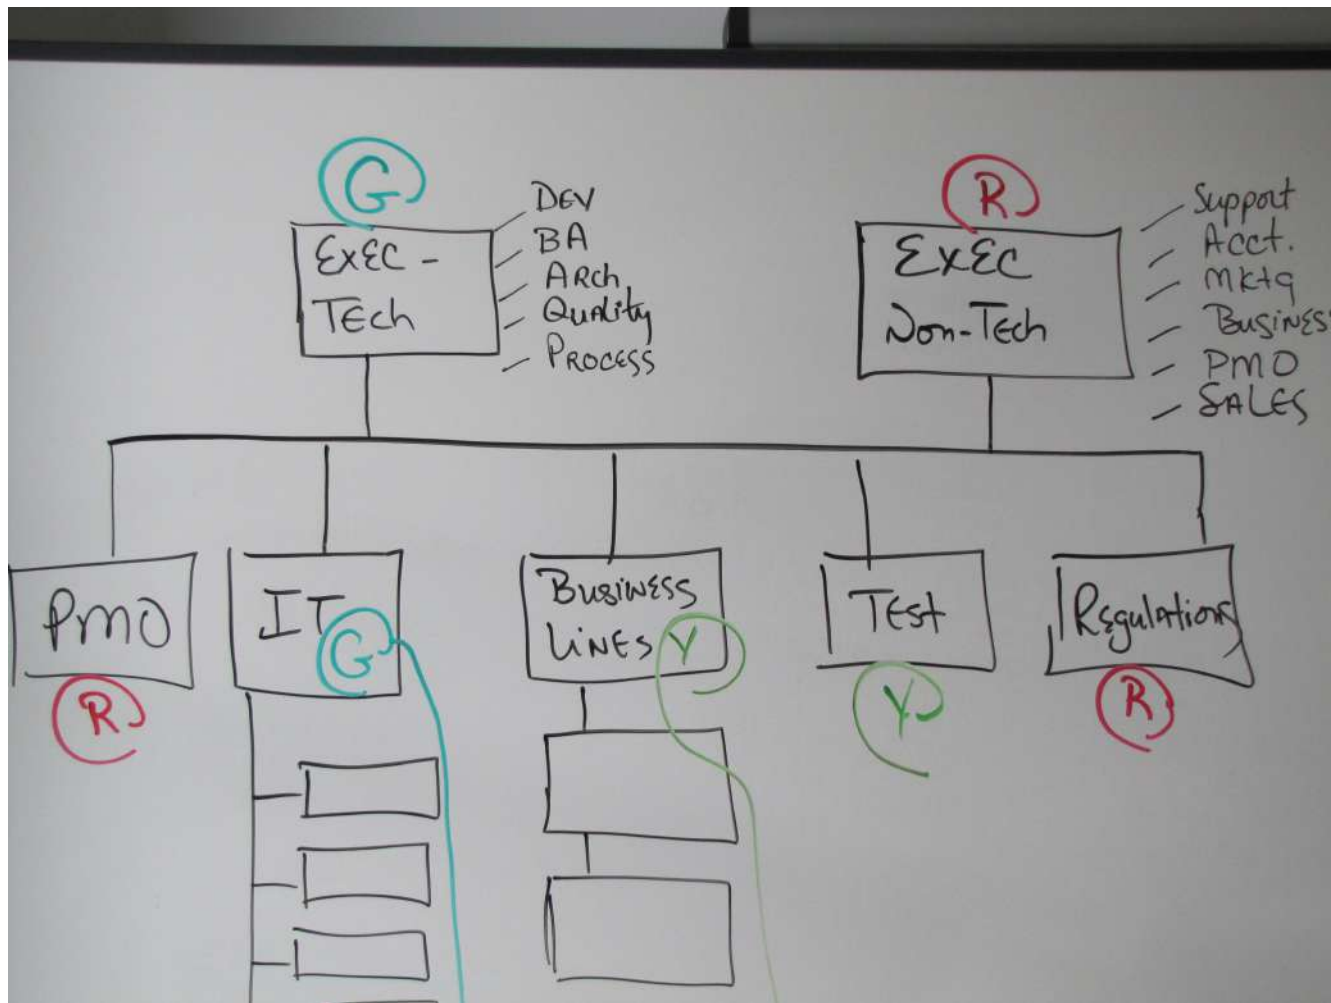 G
EXEC -
TEch
DEV
BA
ARch
Quality
PROCESS
R
EXEC
Non-Tech
Support
Acct.
Mktg
BUSINES
PMO
SALES
PMO
R
IT
G
BUSINESS
LINES Y
TEst
Y
Regulations
R